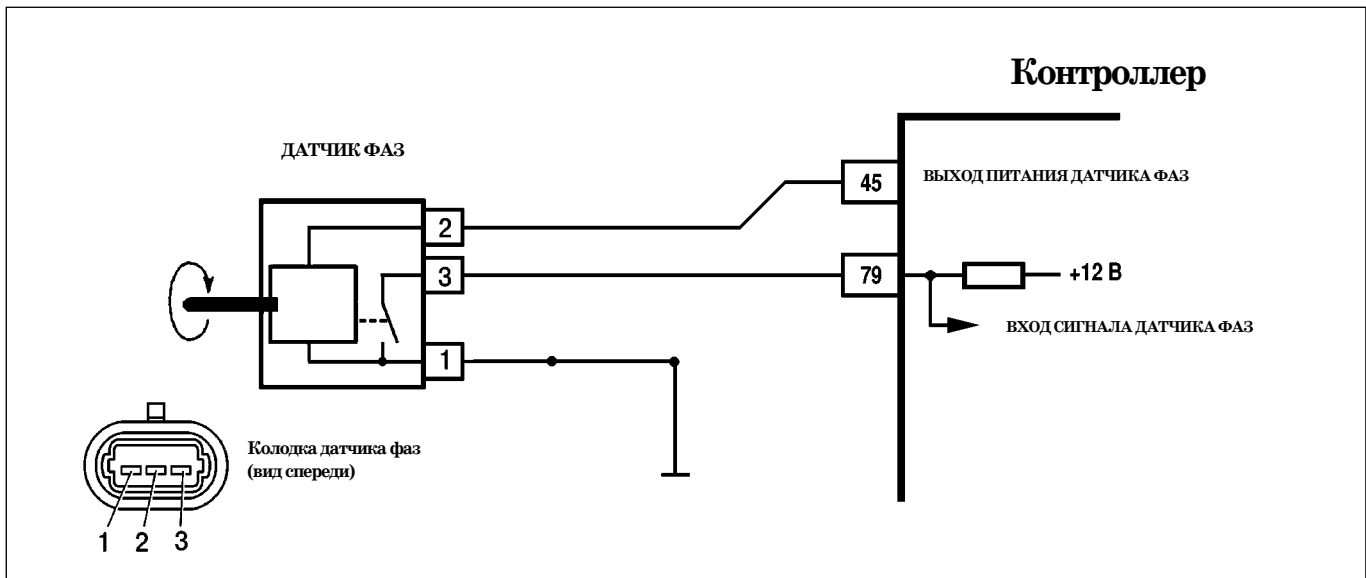 Контроллер
ДАТЧИК ФАЗ
45
ВЫХОД ПИТАНИЯ ДАТЧИКА ФАЗ
2
3
79
+12 В
ВХОД СИГНАЛА ДАТЧИКА ФАЗ
1
Колодка датчика фаз
(вид спереди)
1 2 3